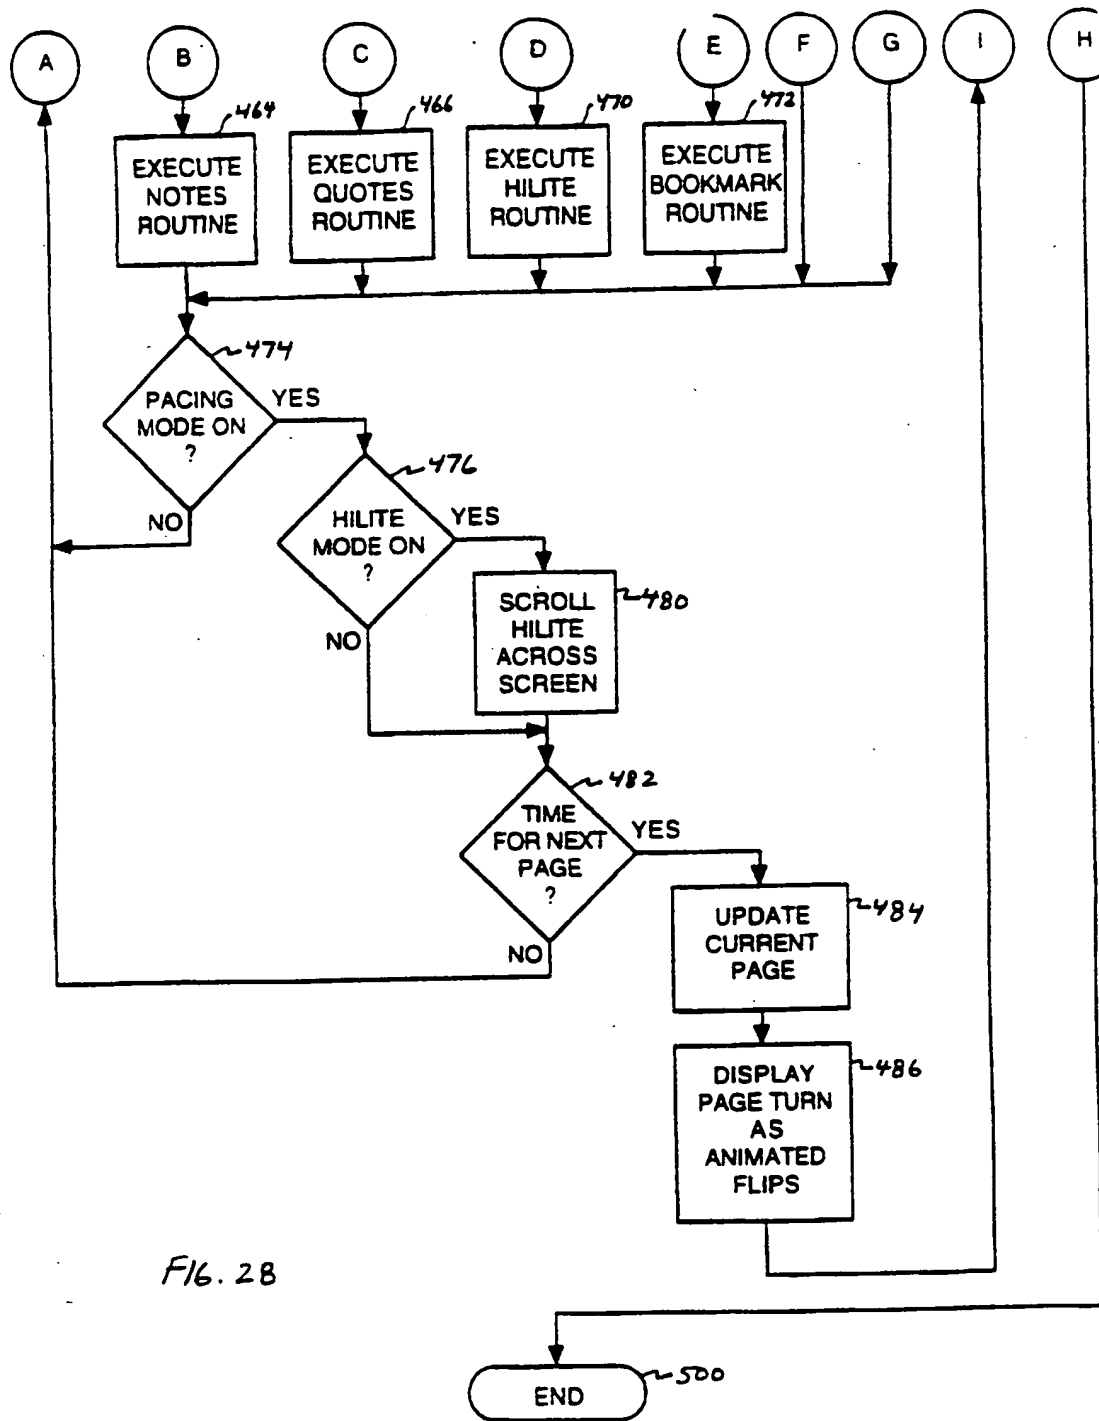 A
B
C
D
E
F
G
I
H
464
466
470
472
EXECUTE
NOTES
ROUTINE
EXECUTE
QUOTES
ROUTINE
EXECUTE
HILITE
ROUTINE
EXECUTE
BOOKMARK
ROUTINE
474
PACING
MODE ON
?
YES
NO
476
HILITE
MODE ON
?
YES
NO
480
SCROLL
HILITE
ACROSS
SCREEN
482
TIME
FOR NEXT
PAGE
?
YES
NO
484
UPDATE
CURRENT
PAGE
486
DISPLAY
PAGE TURN
AS
ANIMATED
FLIPS
FIG. 28
500
END